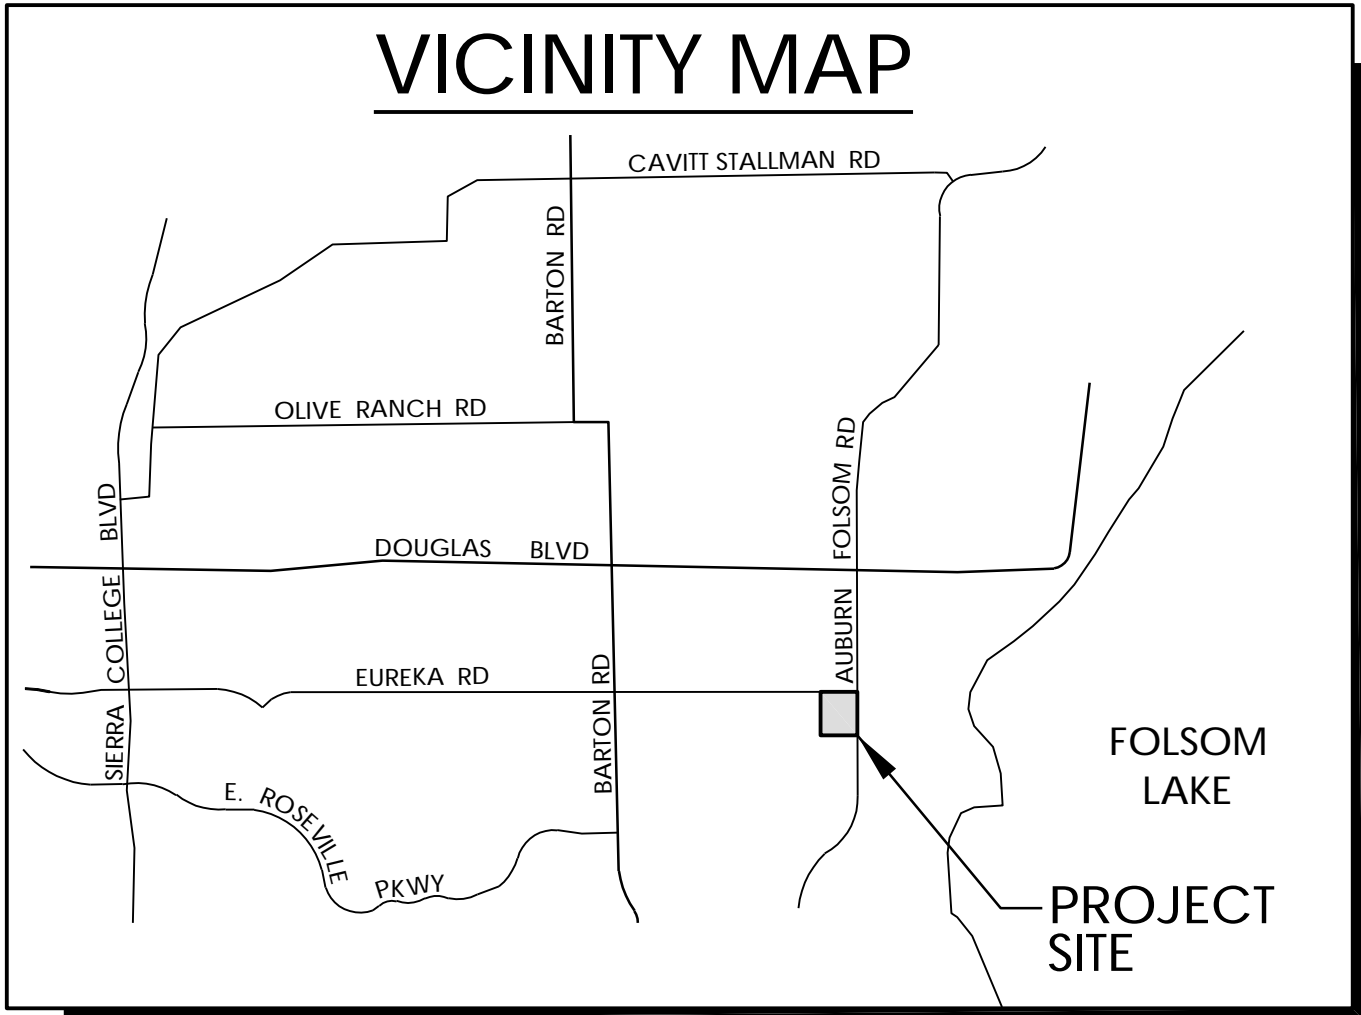 VICINITY MAP
CAVITT STALLMAN RD
BARTON RD
OLIVE RANCH RD
AUBURN FOLSOM RD
SIERRA COLLEGE BLVD
DOUGLAS BLVD
EUREKA RD
BARTON RD
FOLSOM
LAKE
E. ROSEVILLE PKWY
PROJECT
SITE